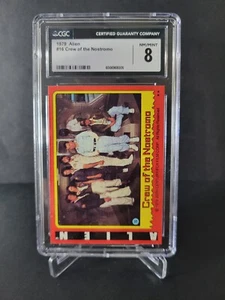 CGC
CERTIFIED GUARANTY COMPANY
1979 Alien
#16 Crew of the Nostromo
NM/MINT
8
Crew of the Nostromo
ALIEN